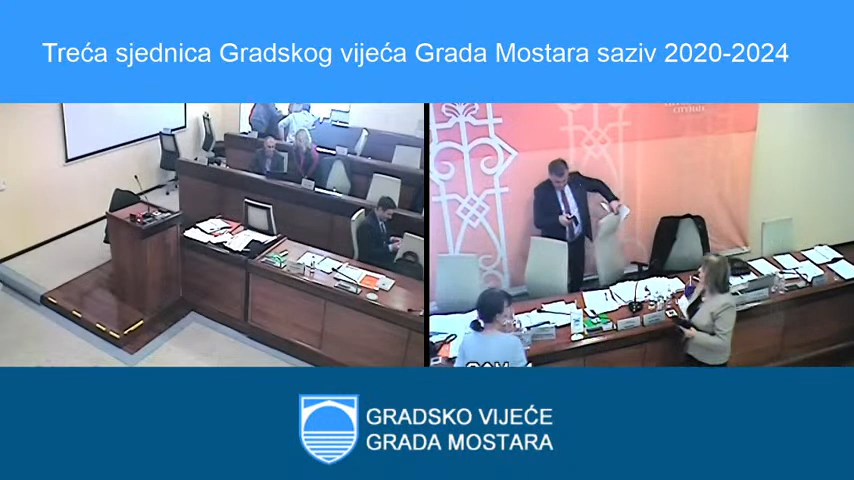 Treća sjednica Gradskog vijeća Grada Mostara saziv 2020-2024
GRADSKO VIJEĆE
GRADA MOSTARA